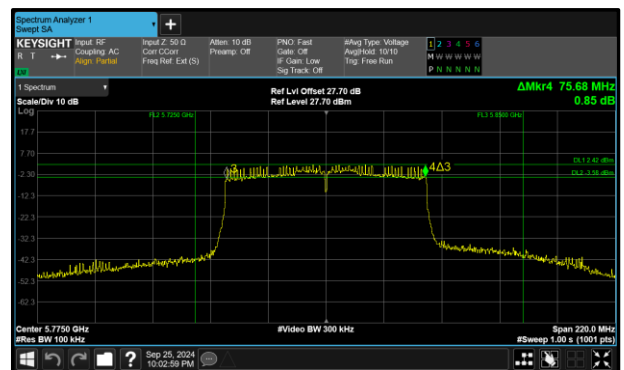 Spectrum Analyzer 1
Swept SA
+
KEYSIGHT Input: RF Input Z: 50 Ω Atten: 10 dB PNO: Fast #Avg Type: Voltage 1 2 3 4 5 6
R T Coupling: AC Corr CCorr Preamp: Off Gate: Off Avg|Hold: 10/10 M W W W W W
Align: Partial Freq Ref: Ext (S) IF Gain: Low Trig: Free Run
Sig Track: Off P N N N N N
1 Spectrum Ref Lvl Offset 27.70 dB ΔMkr4 75.68 MHz
Scale/Div 10 dB Ref Level 27.70 dBm 0.85 dB
Log
FL2 5.7250 GHz FL3 5.8500 GHz
17.7
7.70
DL1 2.42 dBm
3 4Δ3
-2.30 DL2 -3.58 dBm
-12.3
-22.3
-32.3
-42.3
-52.3
-62.3
Center 5.7750 GHz #Video BW 300 kHz Span 220.0 MHz
#Res BW 100 kHz #Sweep 1.00 s (1001 pts)
? Sep 25, 2024
10:02:59 PM